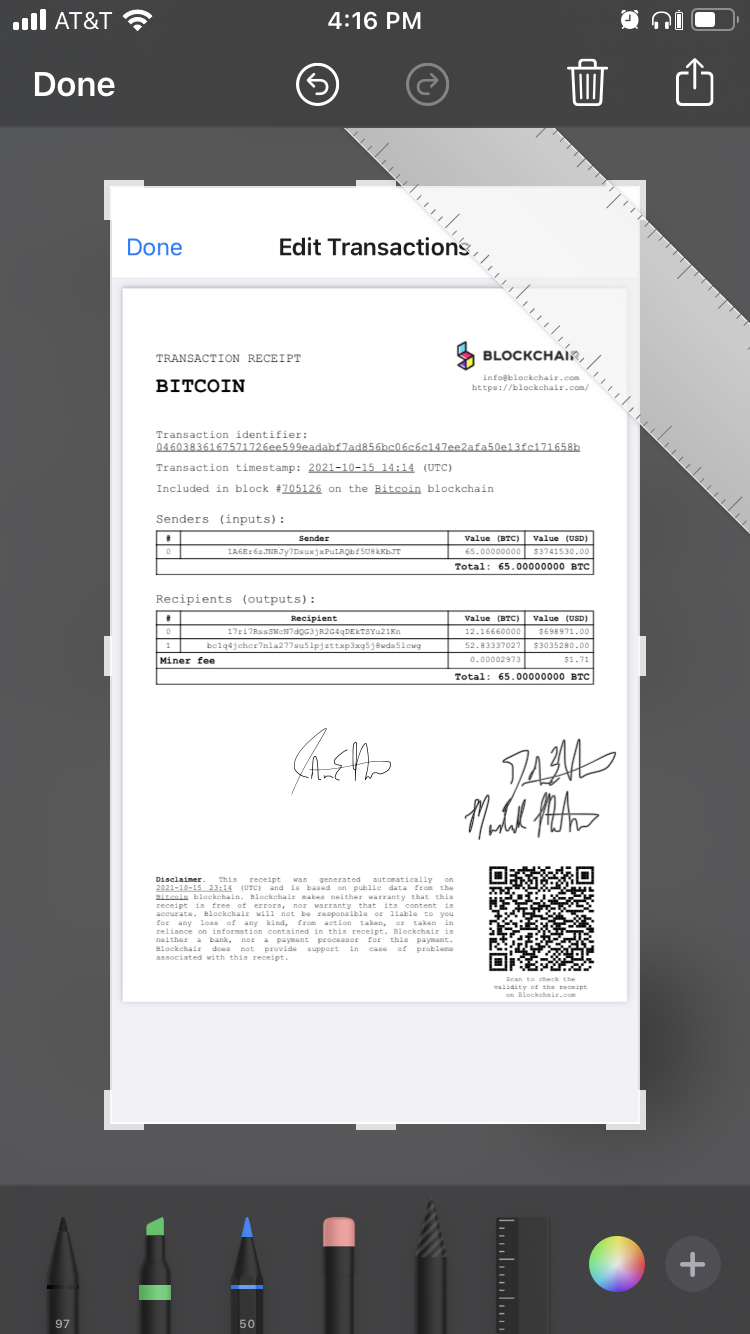 AT&T 4:16 PM
Done
Done Edit Transactions
TRANSACTION RECEIPT
BITCOIN
BLOCKCHAIR
info@blockchair.com
https://blockchair.com/
Transaction identifier:
04603836167571726ee599eadabf7ad856bc06c6c147ee2afa50e13fc171658b
Transaction timestamp: 2021-10-15 14:14 (UTC)
Included in block #705126 on the Bitcoin blockchain
Senders (inputs):
# Sender Value (BTC) Value (USD)
0 1A6Er6zJNRJy7DsuxjxPuLRQbf5U8kKbJT 65.00000000 $3741530.00
Total: 65.00000000 BTC
Recipients (outputs):
# Recipient Value (BTC) Value (USD)
0 17ri7RssSWcN7dQG3jR2G4qDEkTSYu21Kn 12.16660000 $698971.00
1 bc1q4jchcr7nla277su5lpjzttxp3xg5j8wds5lcwg 52.83337027 $3035280.00
Miner fee 0.00002973 $1.71
Total: 65.00000000 BTC
Disclaimer. This receipt was generated automatically on
2021-10-15 23:14 (UTC) and is based on public data from the
Bitcoin blockchain. Blockchair makes neither warranty that this
receipt is free of errors, nor warranty that its content is
accurate. Blockchair will not be responsible or liable to you
for any loss of any kind, from action taken, or taken in
reliance on information contained in this receipt. Blockchair is
neither a bank, nor a payment processor for this payment.
Blockchair does not provide support in case of problems
associated with this receipt.
Scan to check the
validity of the receipt
on Blockchair.com
97 50